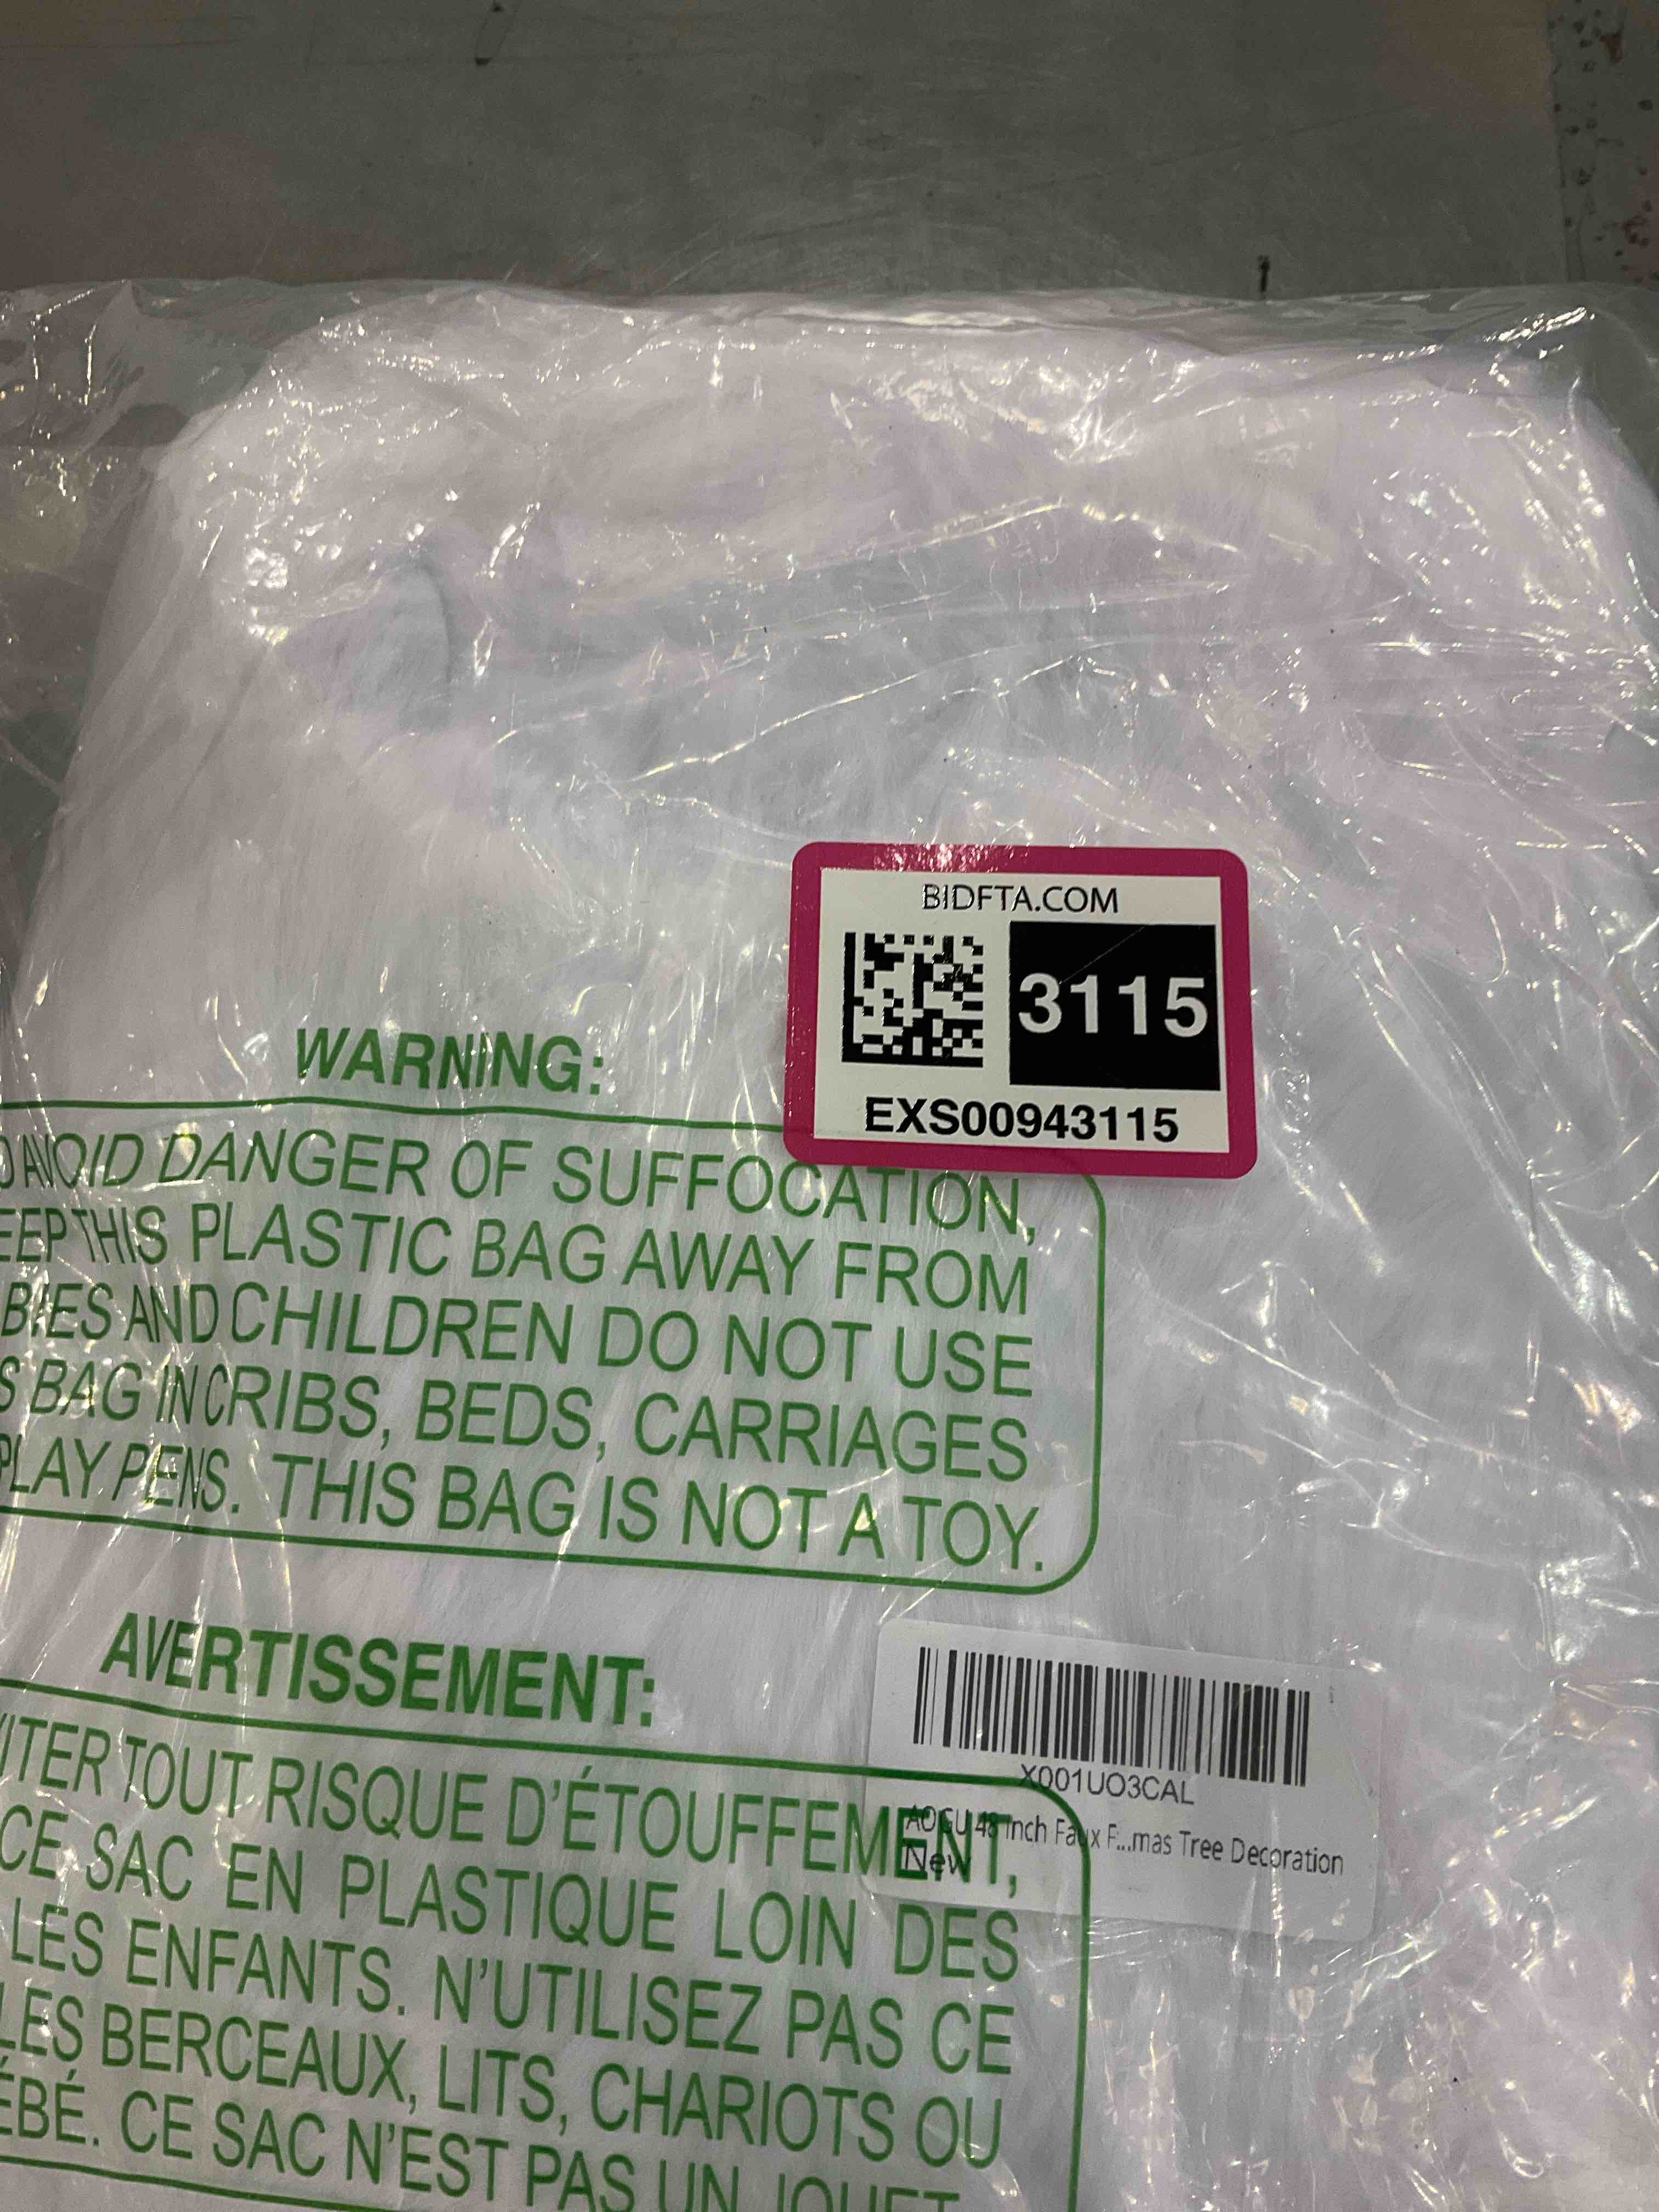 BIDFTA.COM
3115
EXS00943115
WARNING:
AVOID DANGER OF SUFFOCATION,
EEP THIS PLASTIC BAG AWAY FROM
BIES AND CHILDREN DO NOT USE
S BAG IN CRIBS, BEDS, CARRIAGES
PLAY PENS. THIS BAG IS NOT A TOY.
X001UO3CAL
AOGU 48 Inch Faux F...mas Tree Decoration
New
AVERTISSEMENT:
ITER TOUT RISQUE D'ÉTOUFFEMENT,
CE SAC EN PLASTIQUE LOIN DES
LES ENFANTS. N'UTILISEZ PAS CE
LES BERCEAUX, LITS, CHARIOTS OU
ÉBÉ. CE SAC N'EST PAS UN JOUET